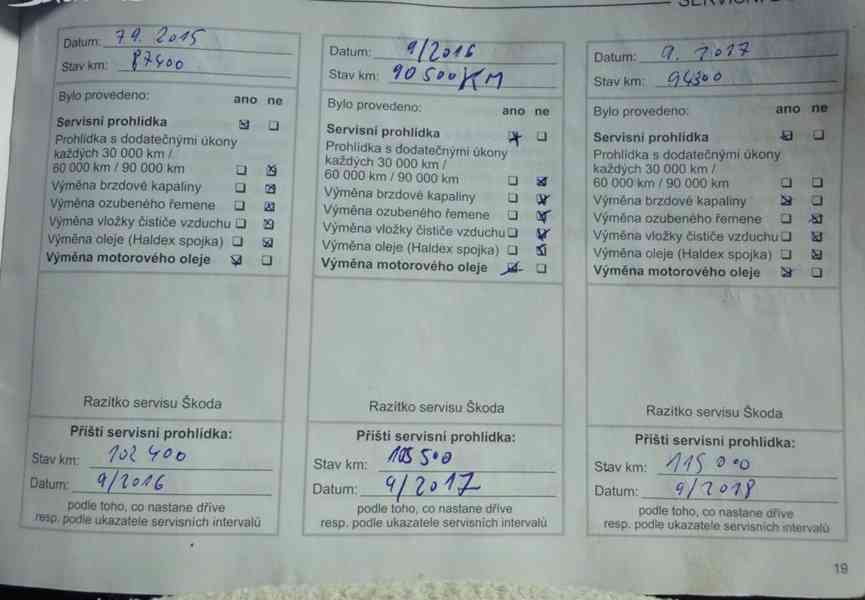 Datum: 7 9. 2015
Stav km: 87400
Bylo provedeno: ano ne
Servisní prohlídka
Prohlídka s dodatečnými úkony
každých 30 000 km /
60 000 km / 90 000 km
Výměna brzdové kapaliny
Výměna ozubeného řemene
Výměna vložky čističe vzduchu
Výměna oleje (Haldex spojka)
Výměna motorového oleje
Razítko servisu Škoda
Příští servisní prohlídka:
Stav km: 102 400
Datum: 9/2016
podle toho, co nastane dříve
resp. podle ukazatele servisních intervalů
Datum: 9/2016
Stav km: 90 500 KM
Bylo provedeno: ano ne
Servisní prohlídka
Prohlídka s dodatečnými úkony
každých 30 000 km /
60 000 km / 90 000 km
Výměna brzdové kapaliny
Výměna ozubeného řemene
Výměna vložky čističe vzduchu
Výměna oleje (Haldex spojka)
Výměna motorového oleje
Razítko servisu Škoda
Příští servisní prohlídka:
Stav km: 105 500
Datum: 9/2017
podle toho, co nastane dříve
resp. podle ukazatele servisních intervalů
Datum: 9. 2017
Stav km: 94300
Bylo provedeno: ano ne
Servisní prohlídka
Prohlídka s dodatečnými úkony
každých 30 000 km /
60 000 km / 90 000 km
Výměna brzdové kapaliny
Výměna ozubeného řemene
Výměna vložky čističe vzduchu
Výměna oleje (Haldex spojka)
Výměna motorového oleje
Razítko servisu Škoda
Příští servisní prohlídka:
Stav km: 115 000
Datum: 9/2018
podle toho, co nastane dříve
resp. podle ukazatele servisních intervalů
19